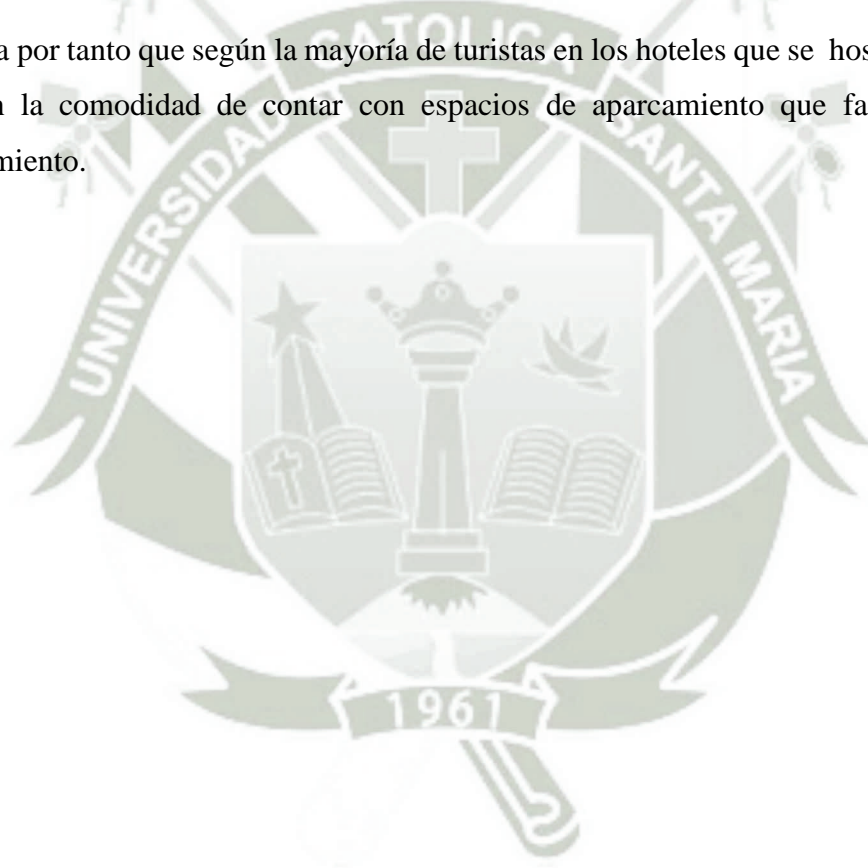 a por tanto que según la mayoría de turistas en los hoteles que se hos
la comodidad de contar con espacios de aparcamiento que fa
miento.
UNIVERSIDAD CATOLICA SANTA MARIA
1961